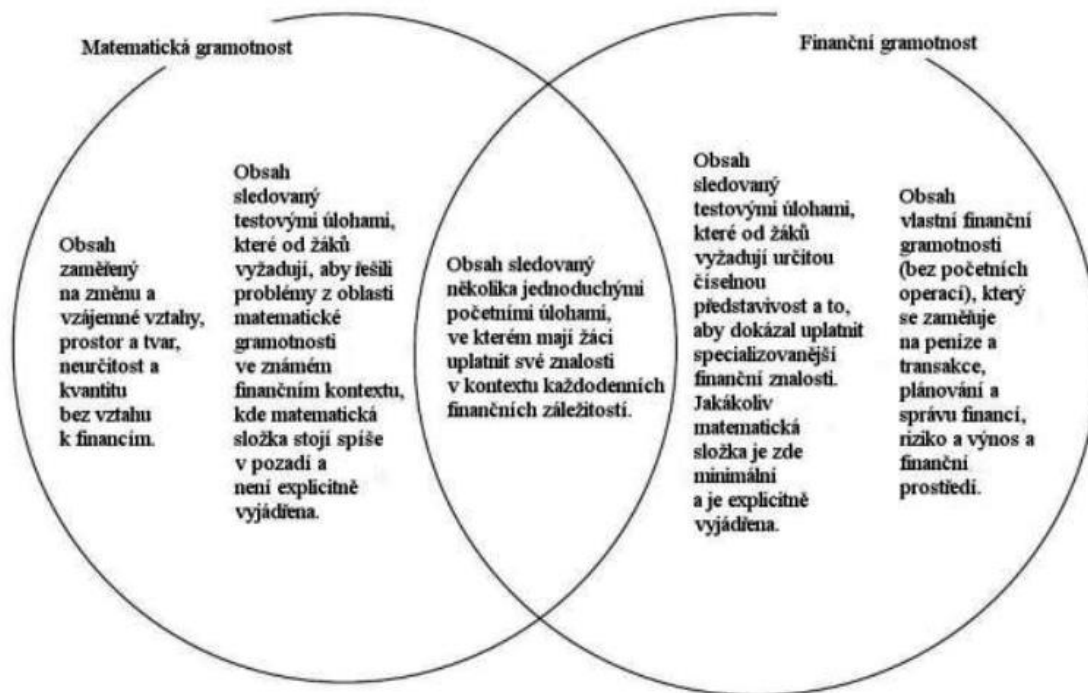 Matematická gramotnost
Finanční gramotnost
Obsah
zaměřený
na změnu a
vzájemné vztahy,
prostor a tvar,
neurčitost a
kvantitu
bez vztahu
k financím.
Obsah
sledovaný
testovými úlohami,
které od žáků
vyžadují, aby řešili
problémy z oblasti
matematické
gramotnosti
ve známém
finančním kontextu,
kde matematická
složka stojí spíše
v pozadí a
není explicitně
vyjádřena.
Obsah sledovaný
několika jednoduchými
početními úlohami,
ve kterém mají žáci
uplatnit své znalosti
v kontextu každodenních
finančních záležitostí.
Obsah
sledovaný
testovými úlohami,
které od žáků
vyžadují určitou
číselnou
představivost a to,
aby dokázal uplatnit
specializovanější
finanční znalosti.
Jakákoliv
matematická
složka je zde
minimální
a je explicitně
vyjádřena.
Obsah
vlastní finanční
gramotnosti
(bez početních
operací), který
se zaměřuje
na peníze a
transakce,
plánování a
správu financí,
riziko a výnos a
finanční
prostředí.